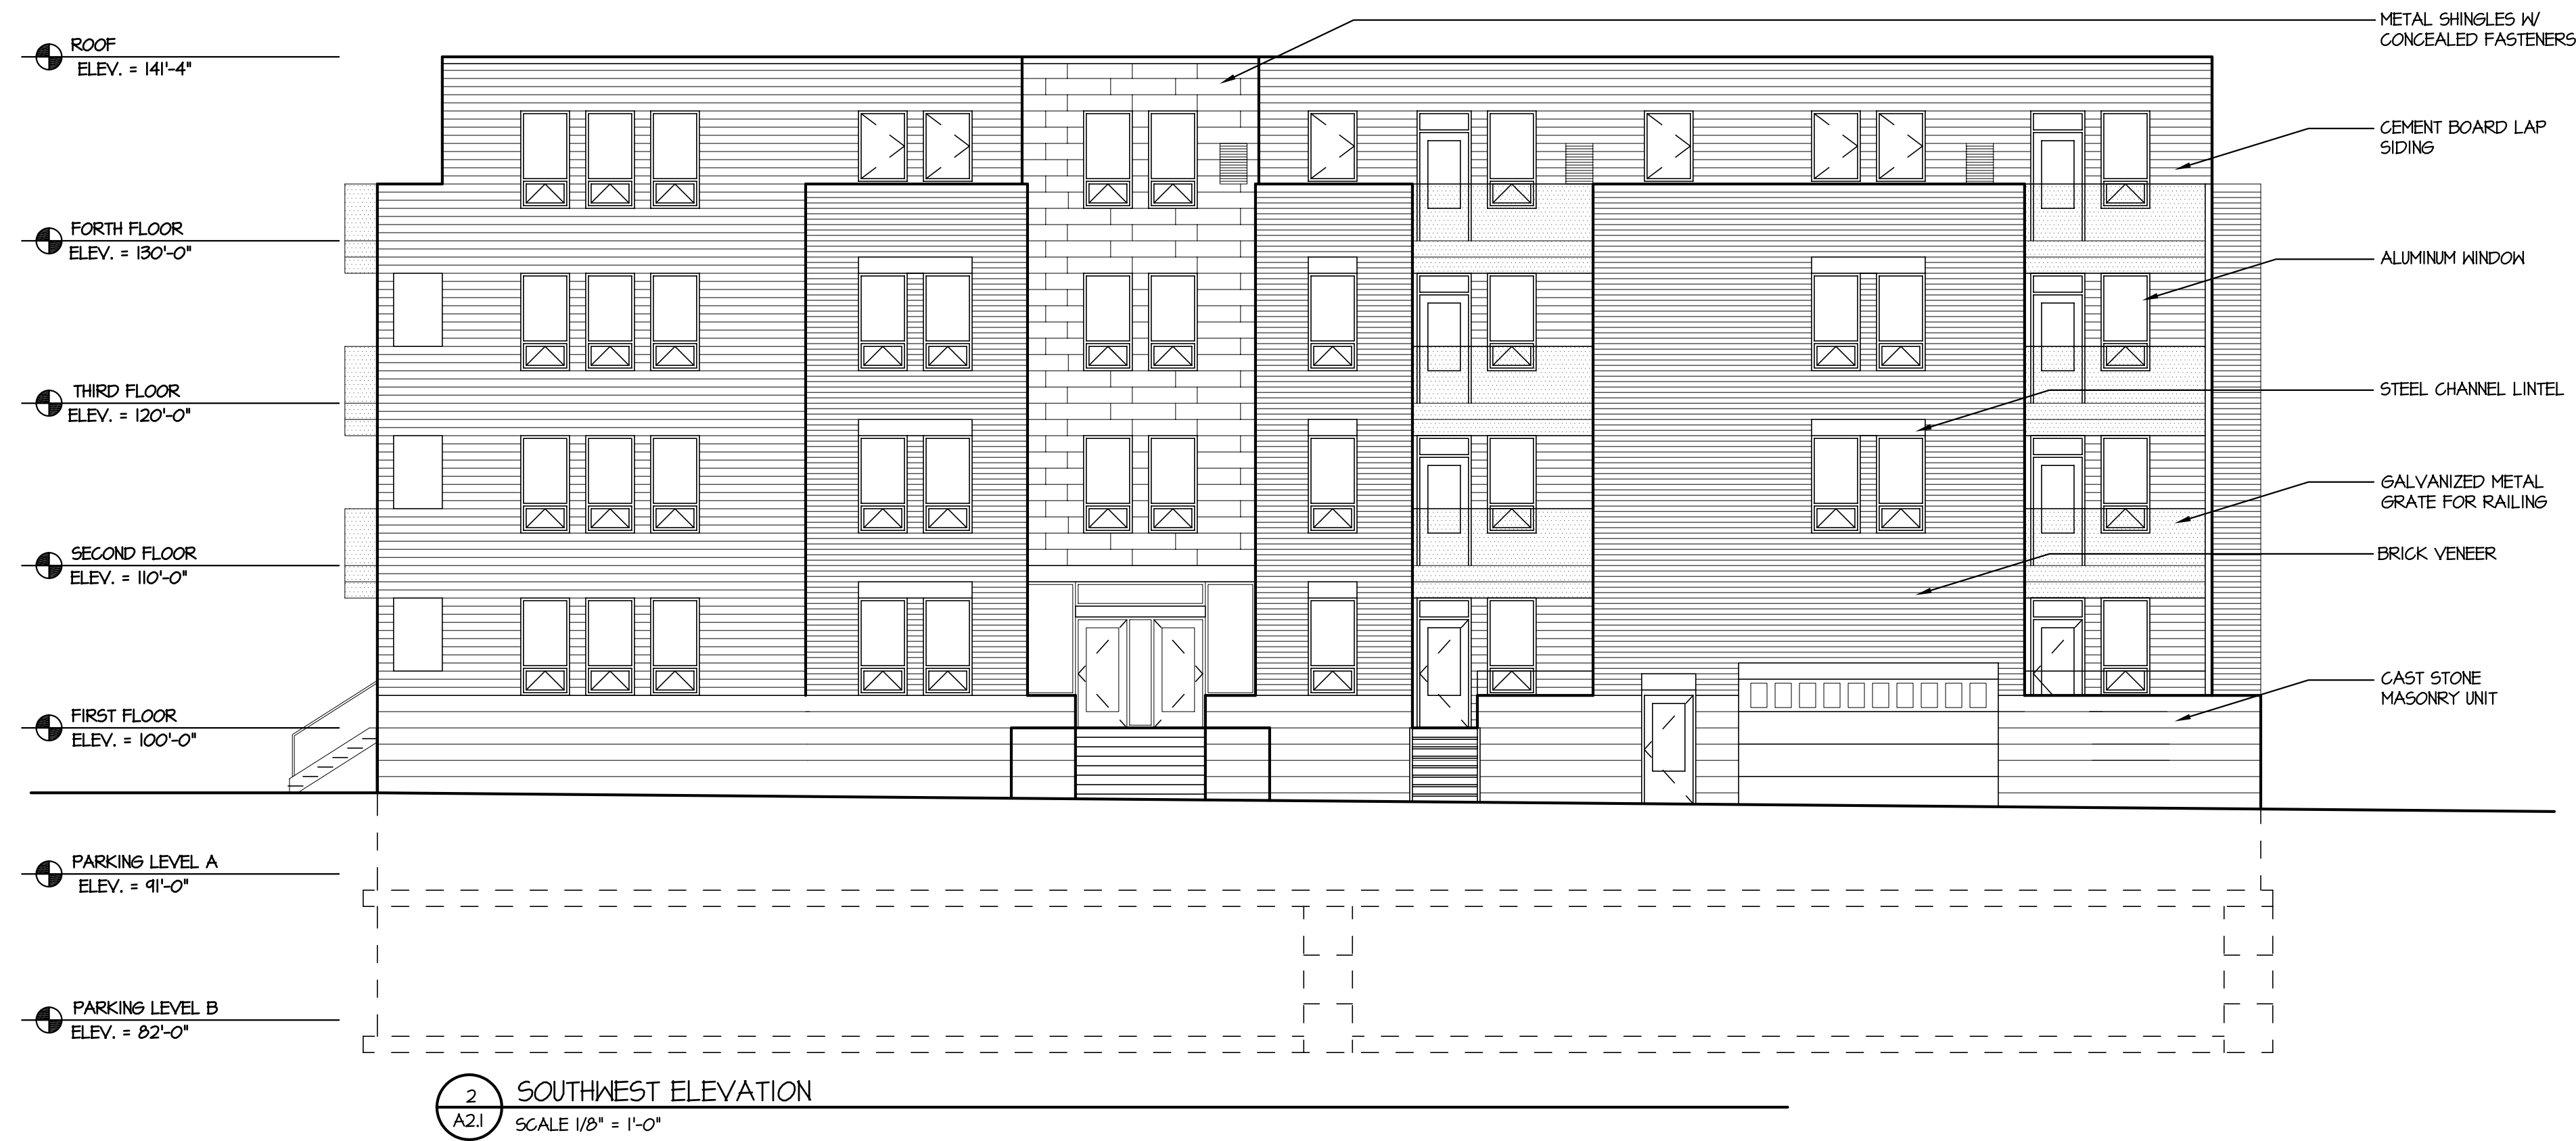 ROOF
ELEV. = 141'-4"
FORTH FLOOR
ELEV. = 130'-0"
THIRD FLOOR
ELEV. = 120'-0"
SECOND FLOOR
ELEV. = 110'-0"
FIRST FLOOR
ELEV. = 100'-0"
PARKING LEVEL A
ELEV. = 91'-0"
PARKING LEVEL B
ELEV. = 82'-0"
METAL SHINGLES W/
CONCEALED FASTENERS
CEMENT BOARD LAP
SIDING
ALUMINUM WINDOW
STEEL CHANNEL LINTEL
GALVANIZED METAL
GRATE FOR RAILING
BRICK VENEER
CAST STONE
MASONRY UNIT
2
A2.1
SOUTHWEST ELEVATION
SCALE 1/8" = 1'-0"